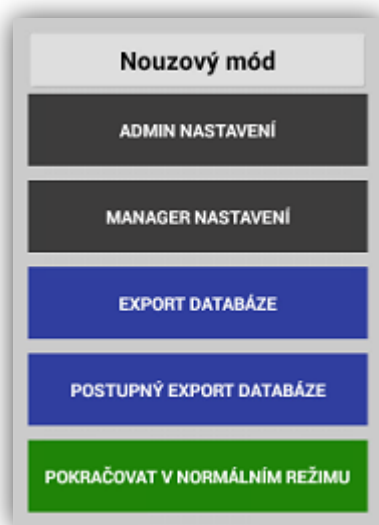 Nouzový mód
ADMIN NASTAVENÍ
MANAGER NASTAVENÍ
EXPORT DATABÁZE
POSTUPNÝ EXPORT DATABÁZE
POKRAČOVAT V NORMÁLNÍM REŽIMU